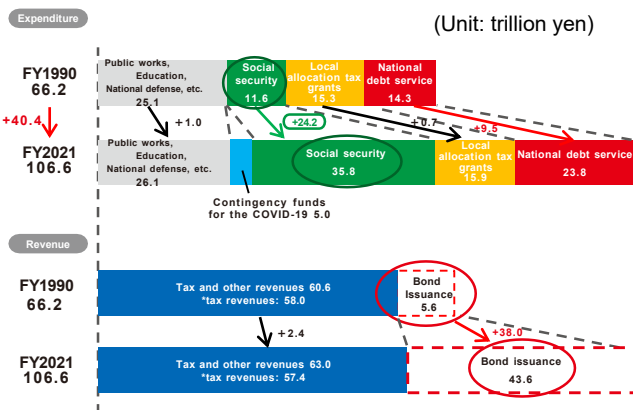 Expenditure
(Unit: trillion yen)
FY1990
66.2
Public works,
Education,
National defense, etc.
25.1
Social
security
11.6
Local
allocation tax
grants
15.3
National
debt service
14.3
+40.4
+1.0
+24.2
+0.7
+9.5
FY2021
106.6
Public works,
Education,
National defense, etc.
26.1
Social security
35.8
Local
allocation tax
grants
15.9
National debt service
23.8
Contingency funds
for the COVID-19 5.0
Revenue
FY1990
66.2
Tax and other revenues 60.6
*tax revenues: 58.0
Bond
Issuance
5.6
+2.4
+38.0
FY2021
106.6
Tax and other revenues 63.0
*tax revenues: 57.4
Bond issuance
43.6